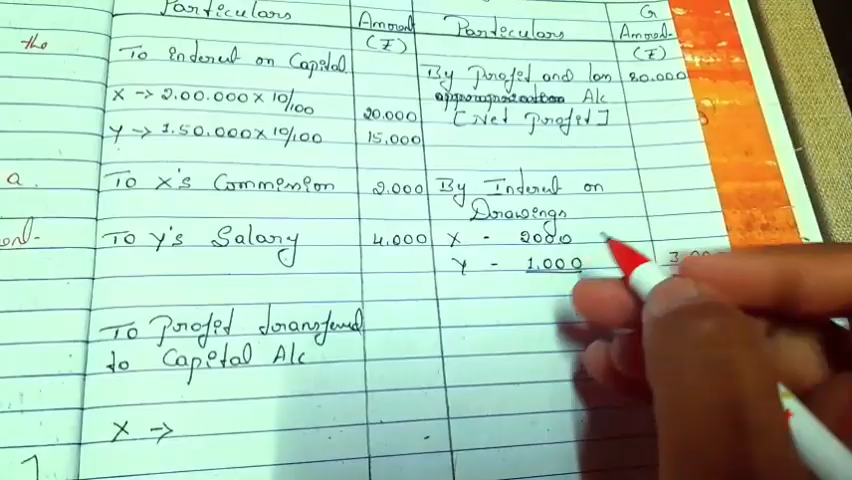 Particulars
Amount
(₹)
Particulars
Amount
(₹)
the
To Interest on Capital
X -> 2.00.000 x 10/100
20.000
Y -> 1.50.000 x 10/100
15.000
By Profit and loss
80.000
appropriation A/c
[Net Profit]
a.
To X's Commission
2.000
By Interest on
Drawings
To Y's Salary
4.000
X - 2000
Y - 1.000
To Profit transferred
to Capital A/c
X ->